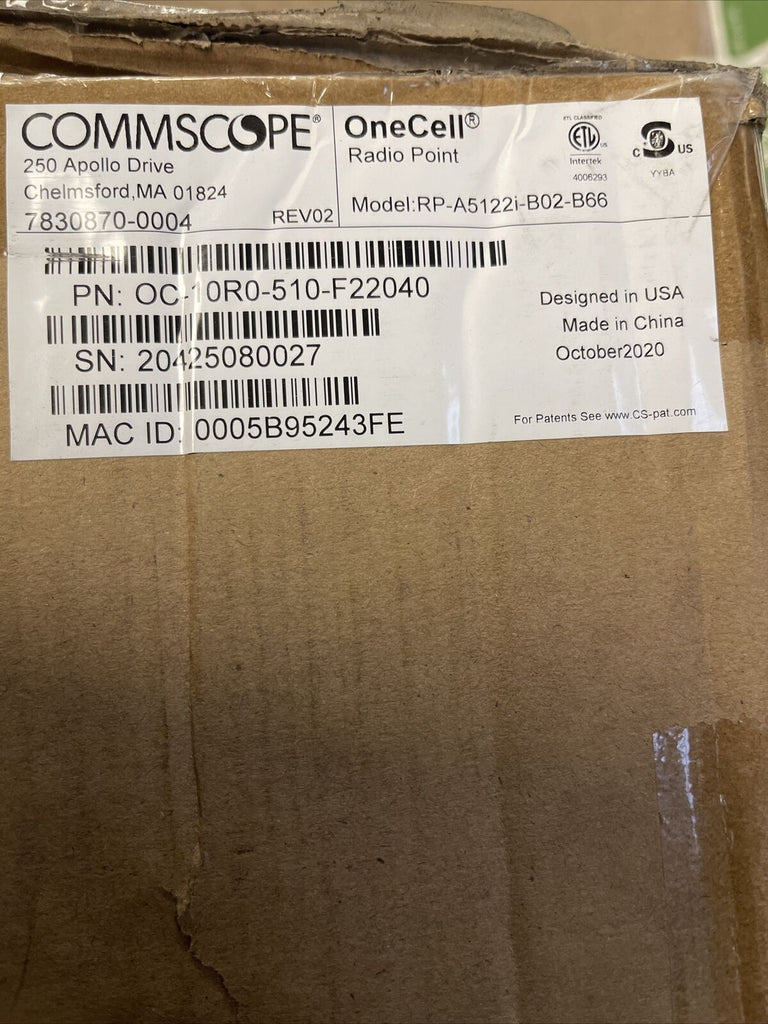 COMMSCOPE®
250 Apollo Drive
Chelmsford,MA 01824
7830870-0004 REV02
OneCell®
Radio Point
Model:RP-A5122i-B02-B66
ETL CLASSIFIED
ETL US
Intertek
4006293
C US
YYBA
PN: OC-10R0-510-F22040
SN: 20425080027
MAC ID: 0005B95243FE
Designed in USA
Made in China
October2020
For Patents See www.CS-pat.com